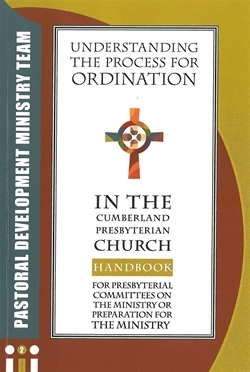 PASTORAL DEVELOPMENT MINISTRY TEAM
UNDERSTANDING
THE PROCESS FOR
ORDINATION
IN THE
CUMBERLAND
PRESBYTERIAN
CHURCH
HANDBOOK
FOR PRESBYTERIAL
COMMITTEES ON
THE MINISTRY OR
PREPARATION FOR
THE MINISTRY
2